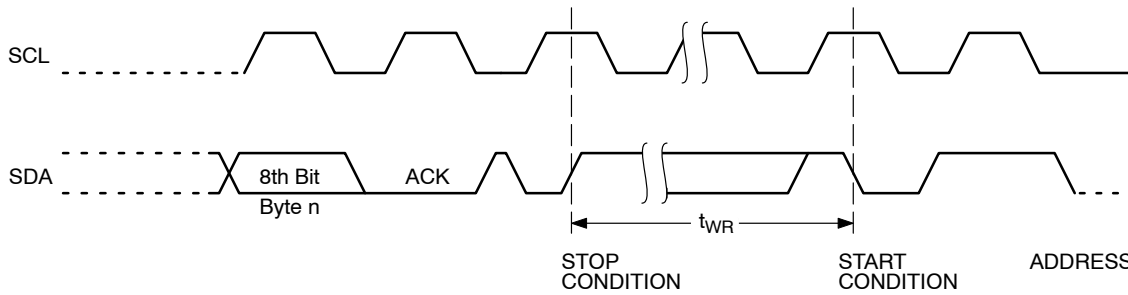 SCL
SDA
8th Bit
Byte n
ACK
tWR
STOP
CONDITION
START
CONDITION
ADDRESS